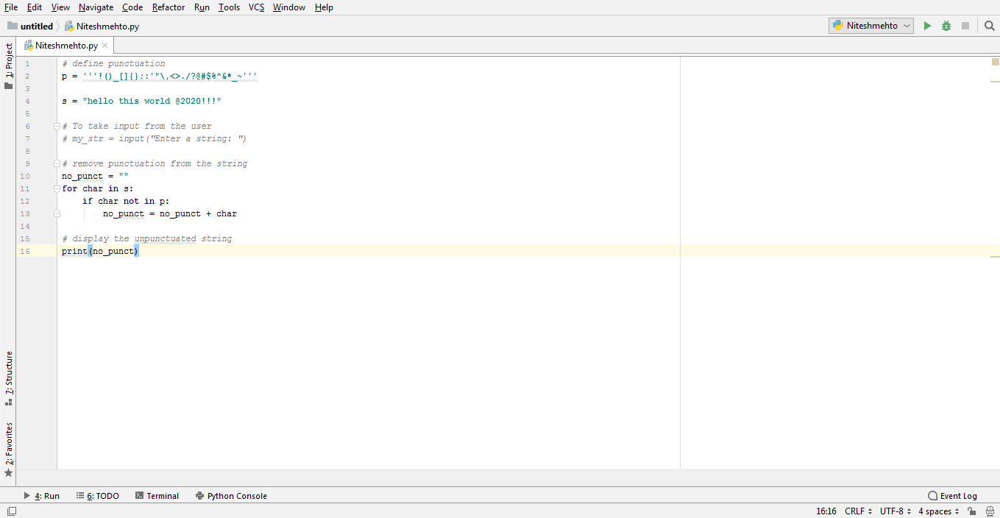 File Edit View Navigate Code Refactor Run Tools VCS Window Help
untitled Niteshmehto.py Niteshmehto
1: Project
Niteshmehto.py
1 # define punctuation
2 p = '''!()_[]{};:'"\,<>./?@#$%^&*_~'''
3
4 s = "hello this world @2020!!!"
5
6 # To take input from the user
7 # my_str = input("Enter a string: ")
8
9 # remove punctuation from the string
10 no_punct = ""
11 for char in s:
12     if char not in p:
13         no_punct = no_punct + char
14
15 # display the unpunctuated string
16 print(no_punct)
7: Structure
2: Favorites
4: Run 6: TODO Terminal Python Console Event Log
16:16 CRLF UTF-8 4 spaces